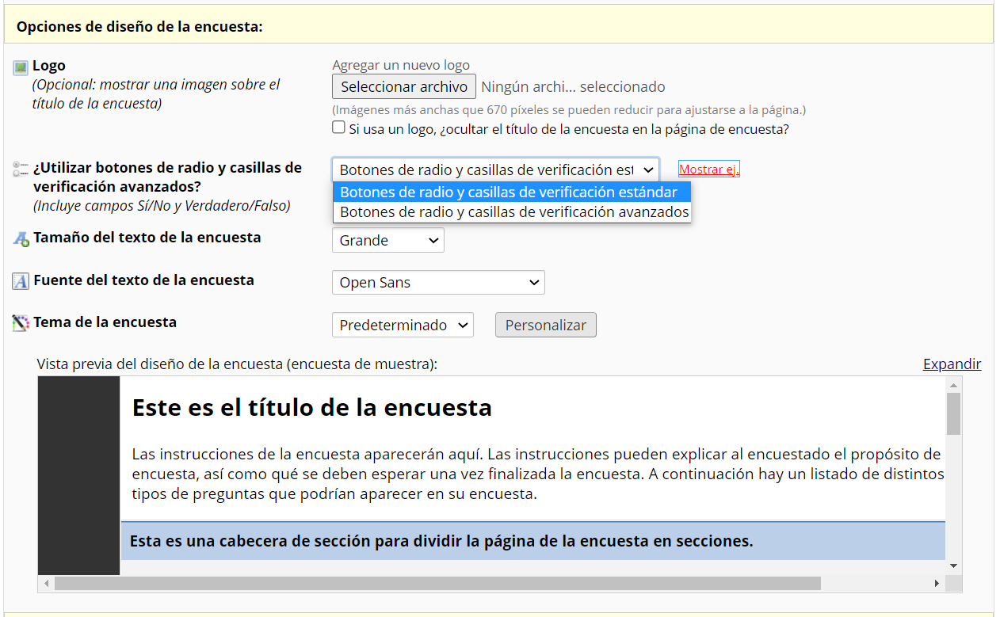 Opciones de diseño de la encuesta:
Logo
(Opcional: mostrar una imagen sobre el
título de la encuesta)
Agregar un nuevo logo
Seleccionar archivo Ningún archi... seleccionado
(Imágenes más anchas que 670 píxeles se pueden reducir para ajustarse a la página.)
Si usa un logo, ¿ocultar el título de la encuesta en la página de encuesta?
¿Utilizar botones de radio y casillas de
verificación avanzados?
(Incluye campos Sí/No y Verdadero/Falso)
Botones de radio y casillas de verificación est
Mostrar ej.
Botones de radio y casillas de verificación estándar
Botones de radio y casillas de verificación avanzados
Tamaño del texto de la encuesta
Grande
Fuente del texto de la encuesta
Open Sans
Tema de la encuesta
Predeterminado
Personalizar
Vista previa del diseño de la encuesta (encuesta de muestra):
Expandir
Este es el título de la encuesta
Las instrucciones de la encuesta aparecerán aquí. Las instrucciones pueden explicar al encuestado el propósito de
encuesta, así como qué se deben esperar una vez finalizada la encuesta. A continuación hay un listado de distintos
tipos de preguntas que podrían aparecer en su encuesta.
Esta es una cabecera de sección para dividir la página de la encuesta en secciones.